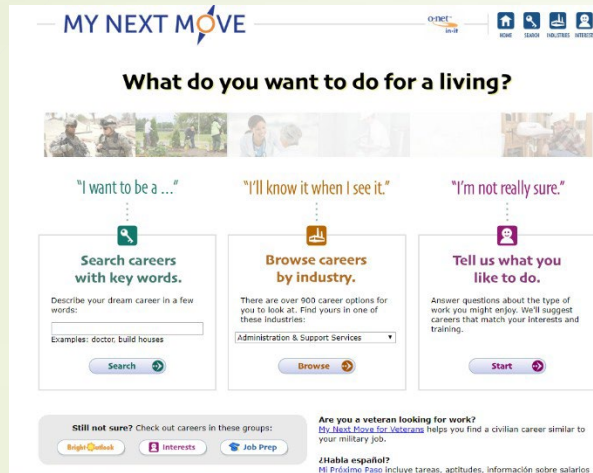 MY NEXT MOVE
o·net
in-it
HOME SEARCH INDUSTRIES INTERESTS
What do you want to do for a living?
"I want to be a ..."
Search careers
with key words.
Describe your dream career in a few
words:
Examples: doctor, build houses
Search
"I'll know it when I see it."
Browse careers
by industry.
There are over 900 career options for
you to look at. Find yours in one of
these industries:
Administration & Support Services
Browse
"I'm not really sure."
Tell us what you
like to do.
Answer questions about the type of
work you might enjoy. We'll suggest
careers that match your interests and
training.
Start
Still not sure? Check out careers in these groups:
Bright Outlook Interests Job Prep
Are you a veteran looking for work?
My Next Move for Veterans helps you find a civilian career similar to
your military job.
¿Habla español?
Mi Próximo Paso incluye tareas, aptitudes, información sobre salarios